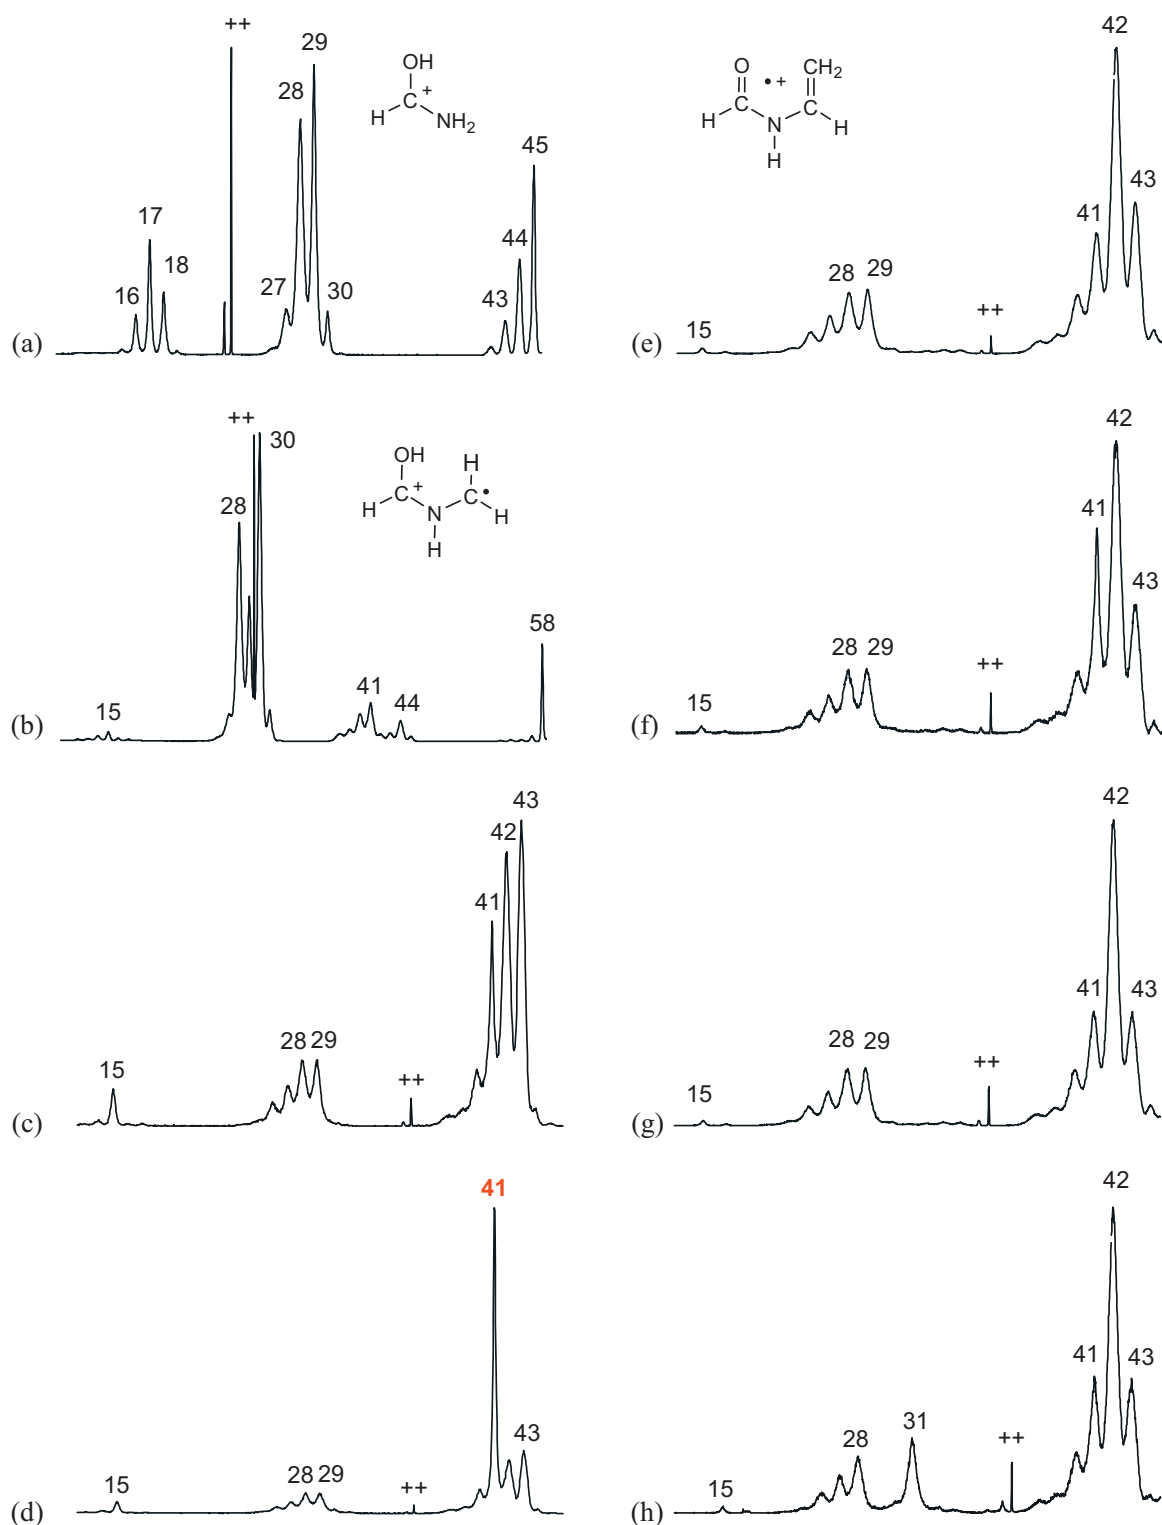 ++
29
28
OH
C +
H
NH2
45
17
44
16
18
27
30
43
(a)
++
30
28
OH
H
H
C +
C •
N
H
H
58
15
41
44
(b)
43
42
41
15
28
29
++
(c)
41
43
15
28
29
++
(d)
42
O
• +
CH2
H
C
C
N
H
H
43
41
28
29
++
15
(e)
42
41
43
28
29
++
15
(f)
42
41
43
28
29
++
15
(g)
42
41
43
31
28
++
15
(h)